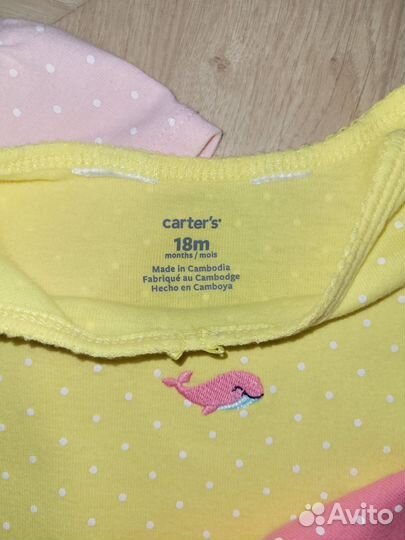 carter's®
18m
months / mois
Made in Cambodia
Fabriqué au Cambodge
Hecho en Camboya
Avito